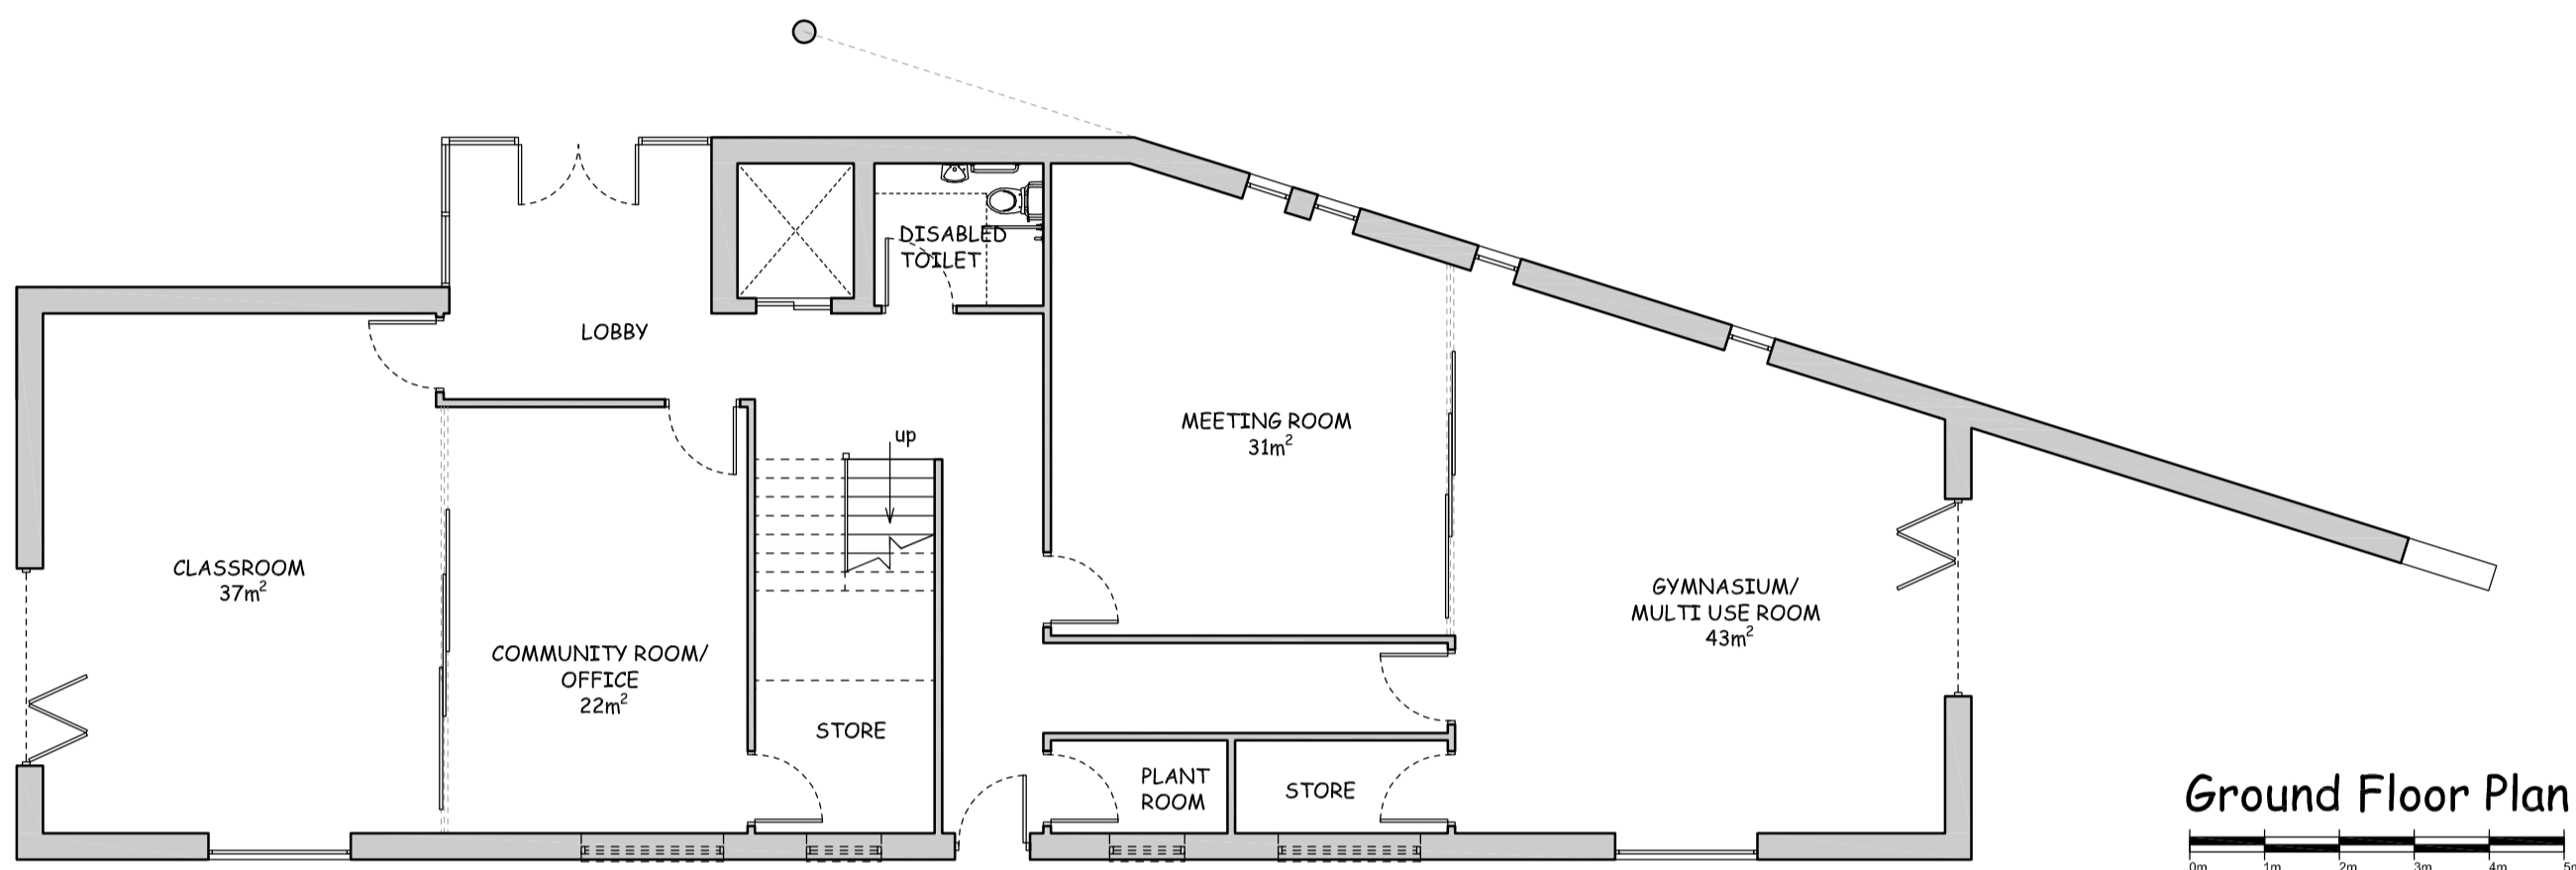 DISABLED
TOILET
LOBBY
MEETING ROOM
31m²
up
CLASSROOM
37m²
GYMNASIUM/
MULTI USE ROOM
43m²
COMMUNITY ROOM/
OFFICE
22m²
STORE
PLANT
ROOM
STORE
Ground Floor Plan
0m 1m 2m 3m 4m 5m